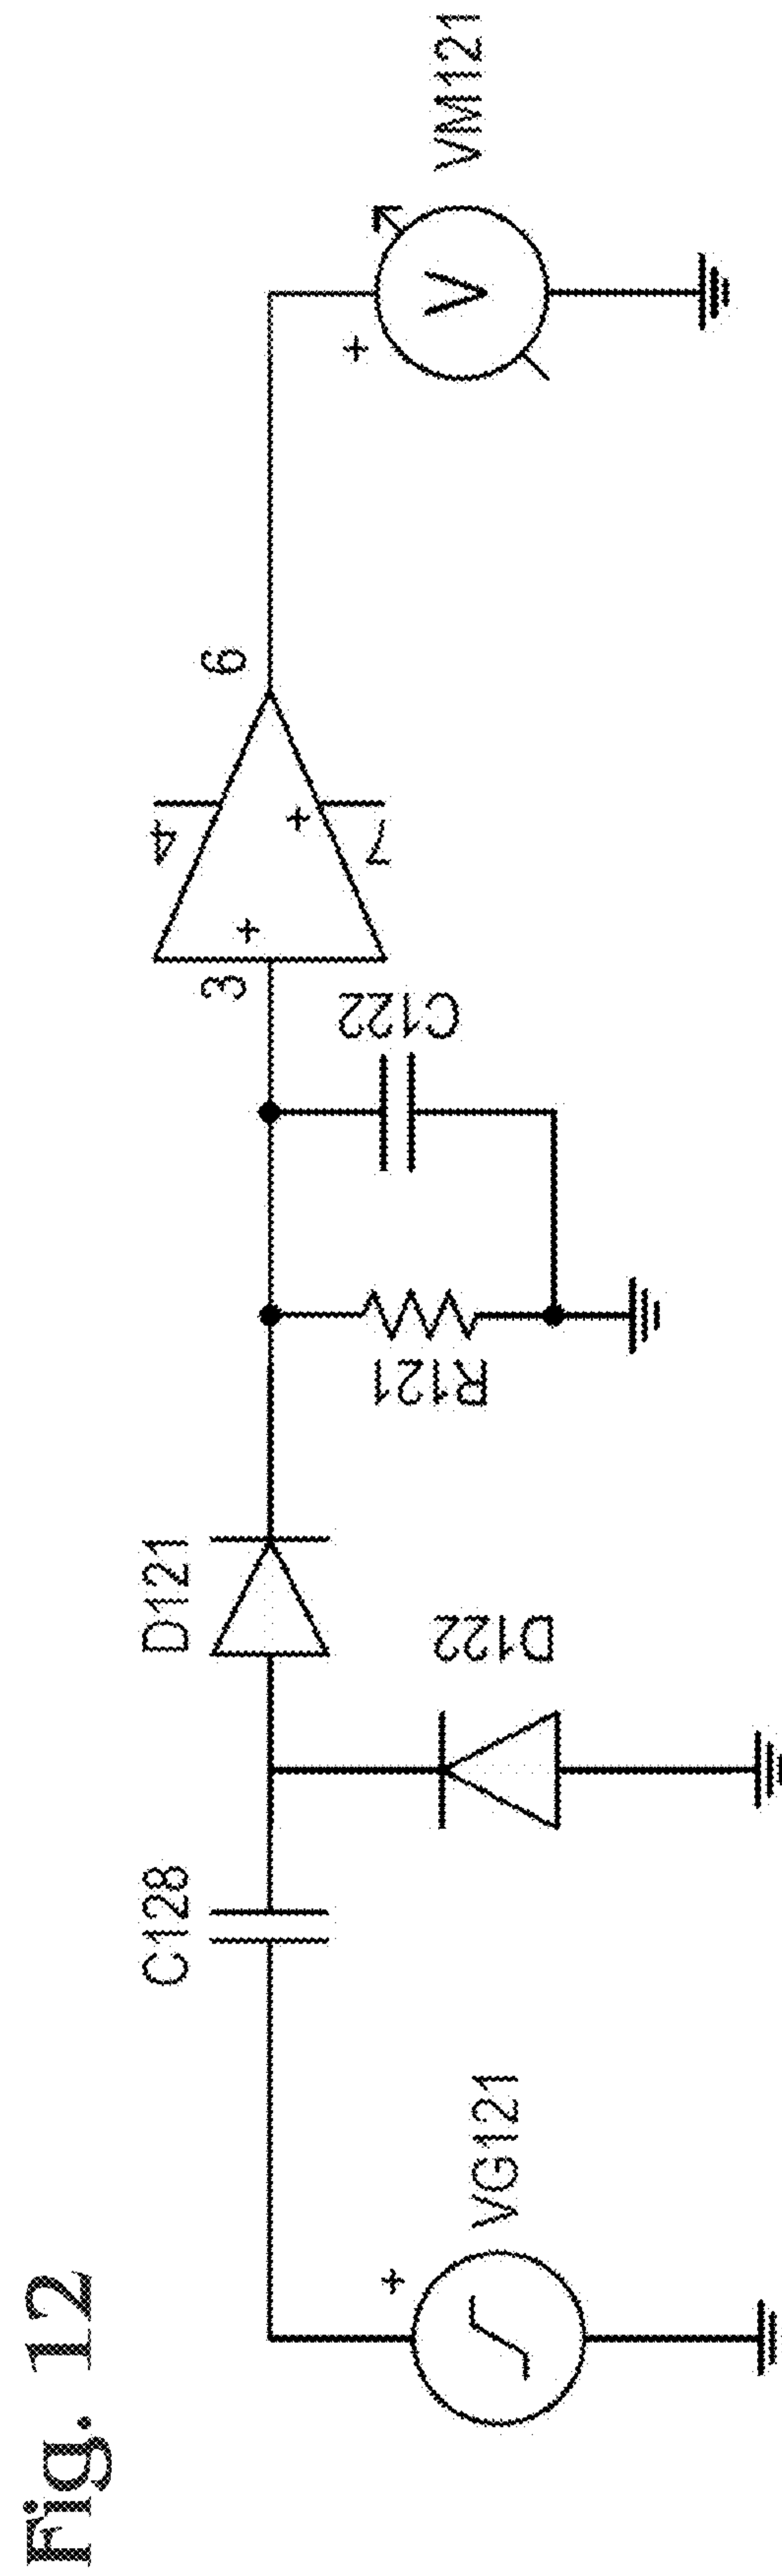 Fig. 12
VG121
+
C128
D122
D121
R121
C122
3
+
+
4
7
6
+
VM121
V